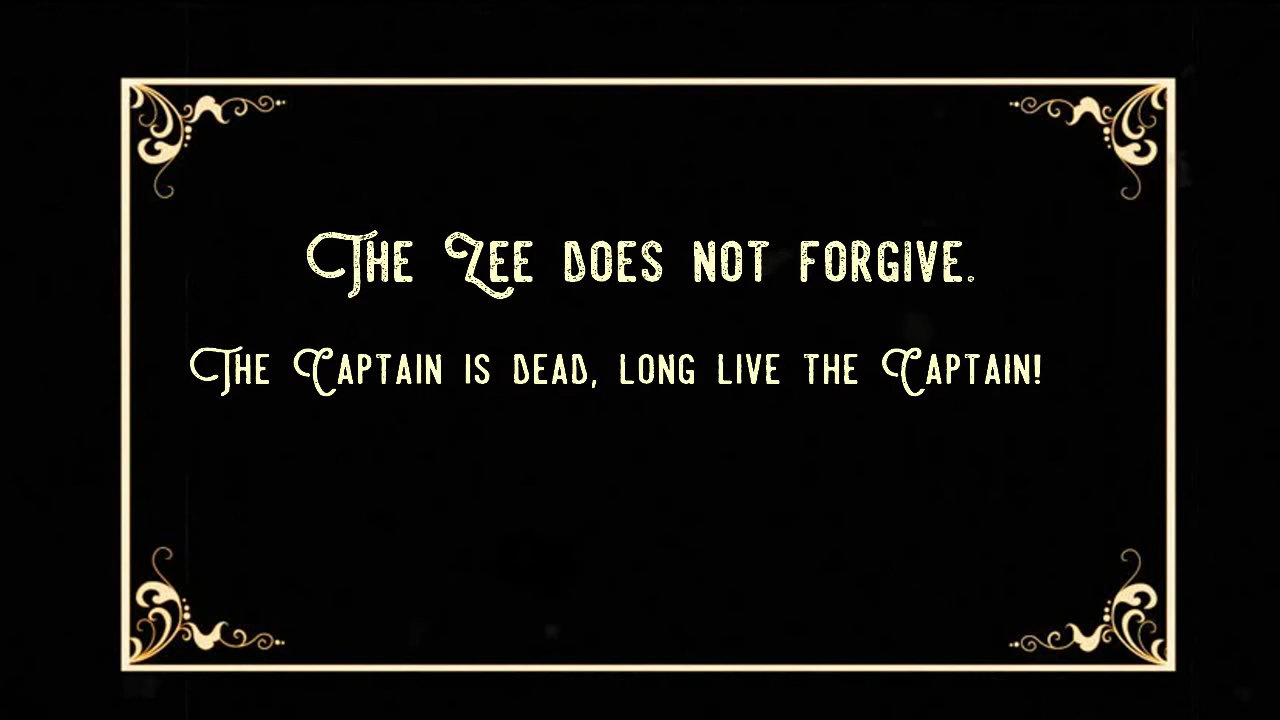 The Zee does not forgive.
The Captain is dead, long live the Captain!